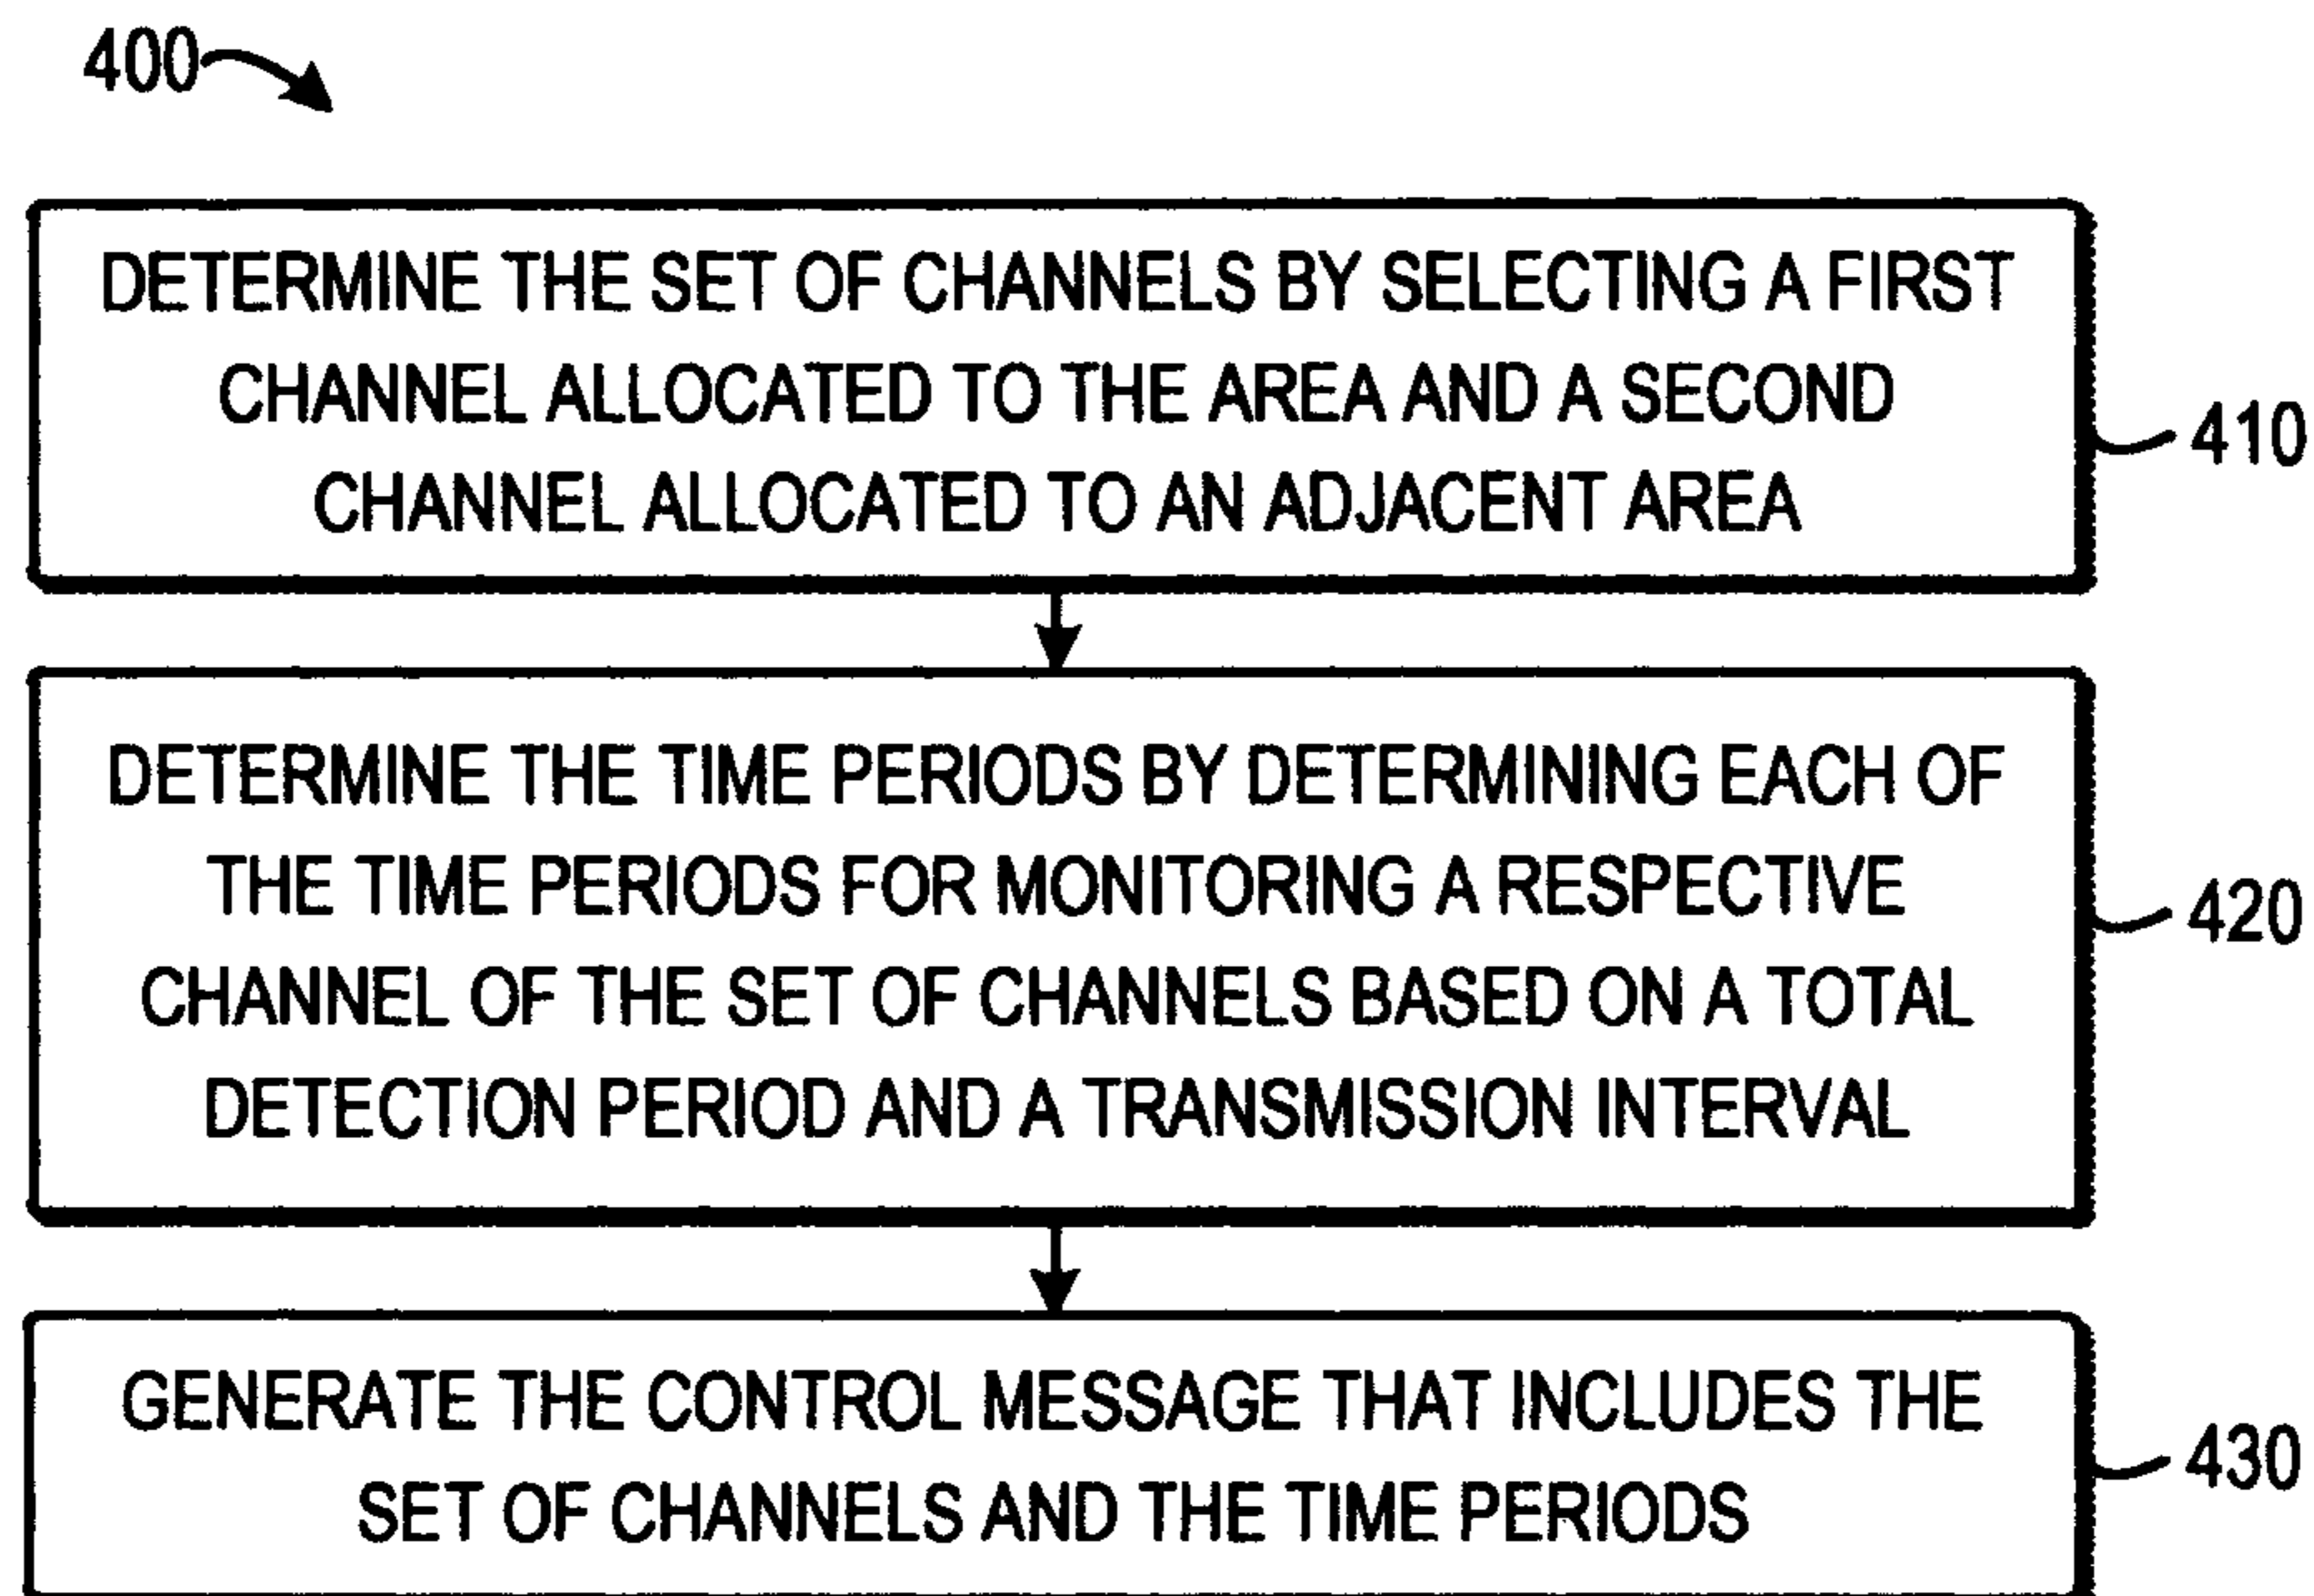 400
DETERMINE THE SET OF CHANNELS BY SELECTING A FIRST
CHANNEL ALLOCATED TO THE AREA AND A SECOND
CHANNEL ALLOCATED TO AN ADJACENT AREA
410
DETERMINE THE TIME PERIODS BY DETERMINING EACH OF
THE TIME PERIODS FOR MONITORING A RESPECTIVE
CHANNEL OF THE SET OF CHANNELS BASED ON A TOTAL
DETECTION PERIOD AND A TRANSMISSION INTERVAL
420
GENERATE THE CONTROL MESSAGE THAT INCLUDES THE
SET OF CHANNELS AND THE TIME PERIODS
430